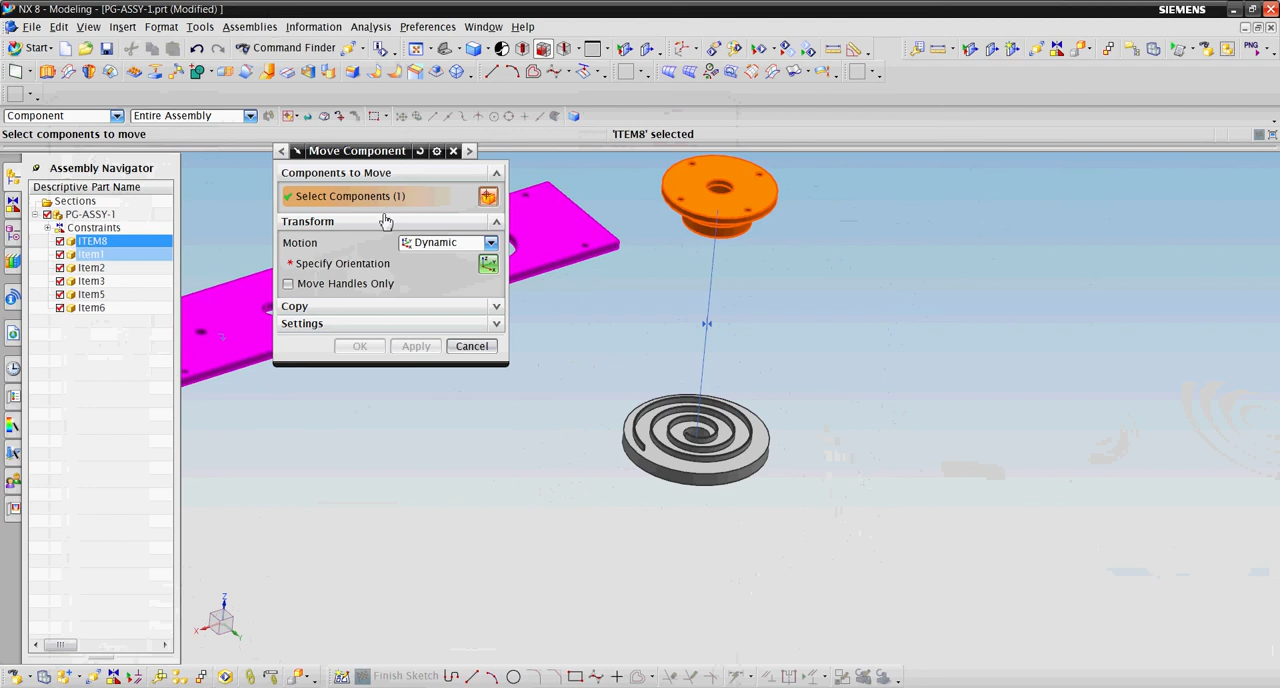 NX 8 - Modeling - [PG-ASSY-1.prt (Modified) ]
SIEMENS
File Edit View Insert Format Tools Assemblies Information Analysis Preferences Window Help
Start Command Finder PNG
Component Entire Assembly
Select components to move 'ITEM8' selected
Assembly Navigator
Descriptive Part Name
Sections
PG-ASSY-1
Constraints
ITEM8
Item1
Item2
Item3
Item5
Item6
Move Component
Components to Move
Select Components (1)
Transform
Motion Dynamic
* Specify Orientation
Move Handles Only
Copy
Settings
OK Apply Cancel
Z
X
Y
Finish Sketch